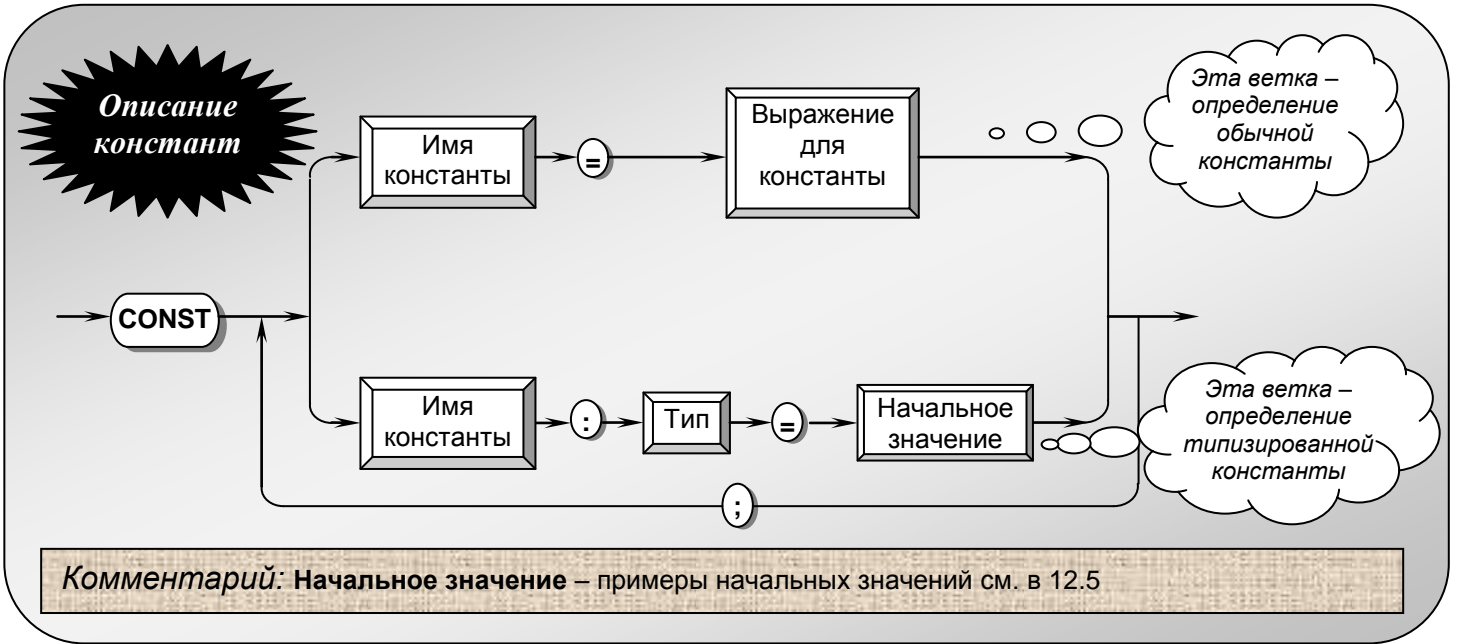 Описание
констант
Имя
константы
=
Выражение
для
константы
Эта ветка –
определение
обычной
константы
CONST
Имя
константы
:
Тип
=
Начальное
значение
Эта ветка –
определение
типизированной
константы
;
Комментарий: Начальное значение – примеры начальных значений см. в 12.5